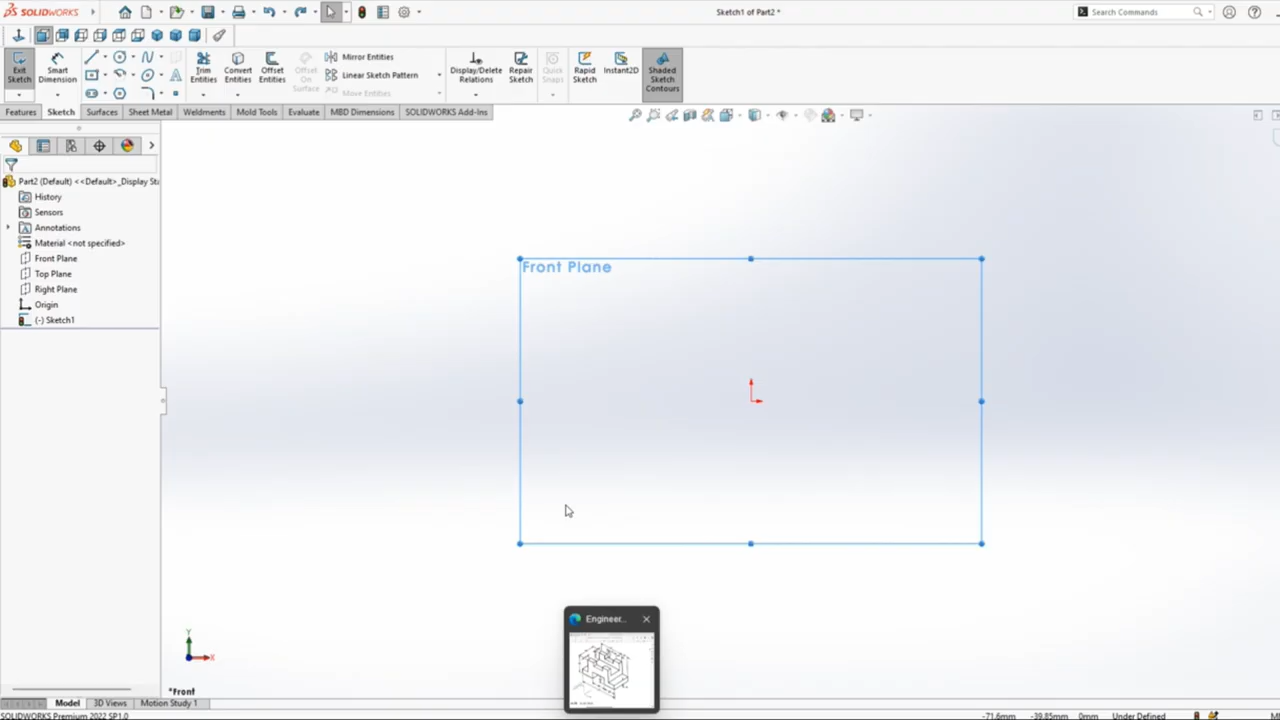 SOLIDWORKS
Sketch1 of Part2 *
Search Commands
Exit Sketch
Smart Dimension
Trim Entities
Convert Entities
Offset Entities
Offset On Surface
Mirror Entities
Linear Sketch Pattern
Move Entities
Display/Delete Relations
Repair Sketch
Quick Snaps
Rapid Sketch
Instant2D
Shaded Sketch Contours
Features
Sketch
Surfaces
Sheet Metal
Weldments
Mold Tools
Evaluate
MBD Dimensions
SOLIDWORKS Add-Ins
Part2 (Default) <<Default>_Display Sta
History
Sensors
Annotations
Material <not specified>
Front Plane
Top Plane
Right Plane
Origin
(-) Sketch1
Front Plane
Engineer...
Y
X
*Front
Model
3D Views
Motion Study 1
SOLIDWORKS Premium 2022 SP1.0
-71.6mm
-39.85mm
0mm
Under Defined